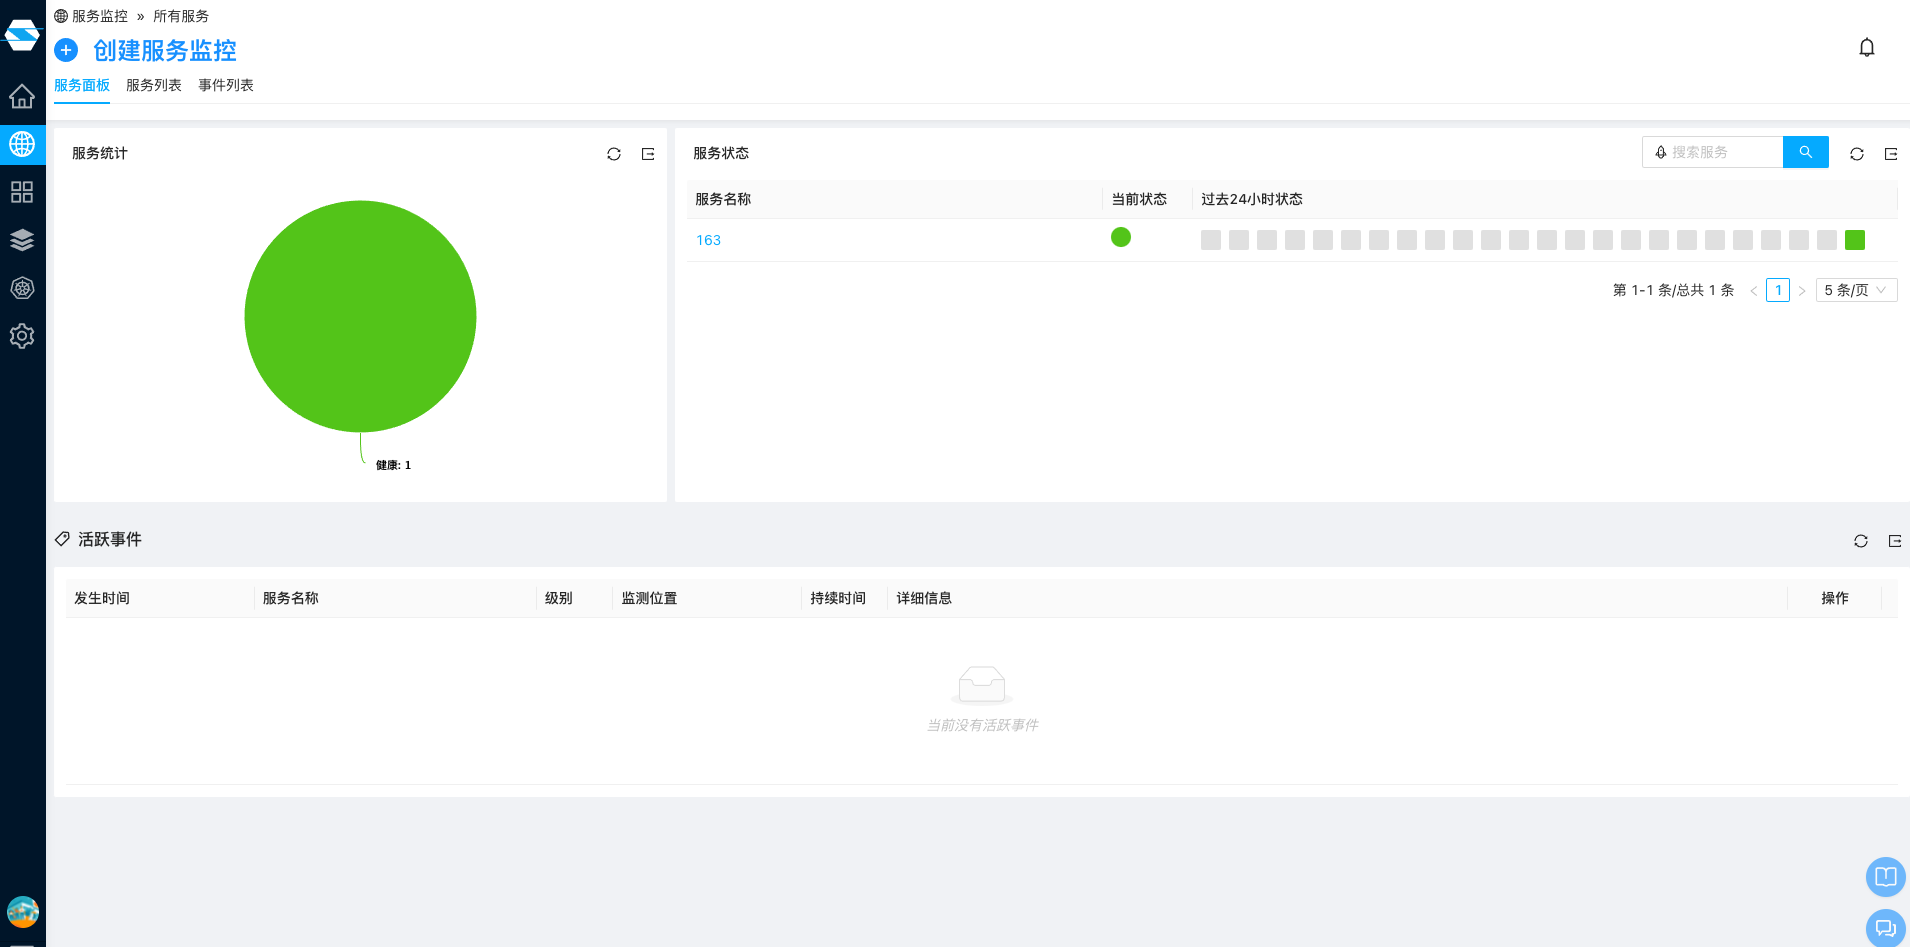 服务监控 » 所有服务
创建服务监控
服务面板 服务列表 事件列表
服务统计
健康: 1
服务状态
搜索服务
服务名称 当前状态 过去24小时状态
163
第 1-1 条/总共 1 条 < 1 > 5 条/页
活跃事件
发生时间 服务名称 级别 监测位置 持续时间 详细信息 操作
当前没有活跃事件